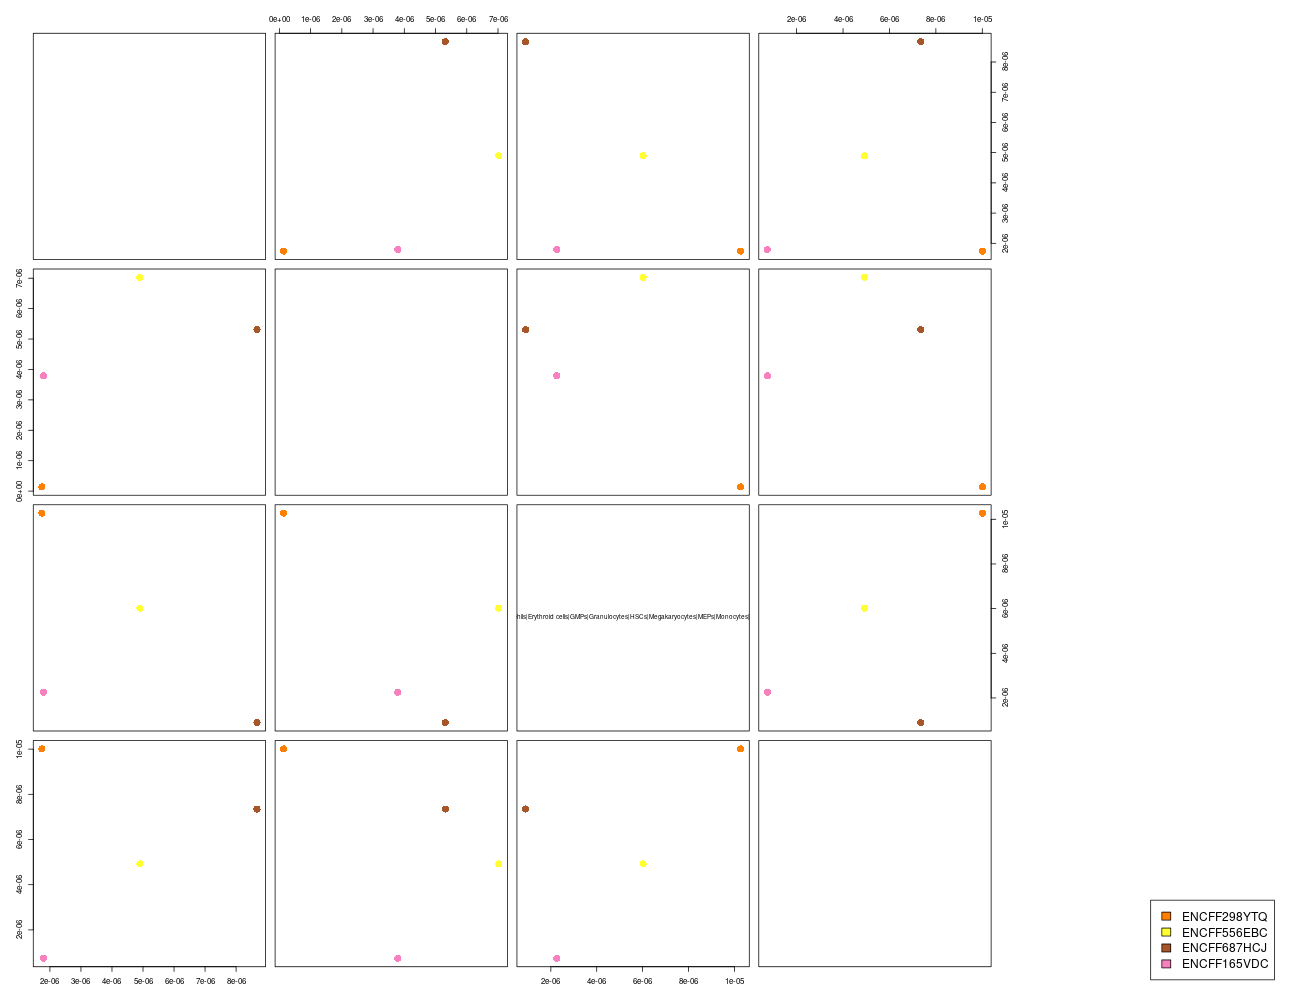 0e+00 1e-06 2e-06 3e-06 4e-06 5e-06 6e-06 7e-06
2e-06 4e-06 6e-06 8e-06 1e-05
2e-06 3e-06 4e-06 5e-06 6e-06 7e-06 8e-06
0e+00 1e-06 2e-06 3e-06 4e-06 5e-06 6e-06 7e-06
hils|Erythroid cells|GMPs|Granulocytes|HSCs|Megakaryocytes|MEPs|Monocytes|
2e-06 4e-06 6e-06 8e-06 1e-05
2e-06 4e-06 6e-06 8e-06 1e-05
2e-06 3e-06 4e-06 5e-06 6e-06 7e-06 8e-06
2e-06 4e-06 6e-06 8e-06 1e-05
ENCFF298YTQ
ENCFF556EBC
ENCFF687HCJ
ENCFF165VDC